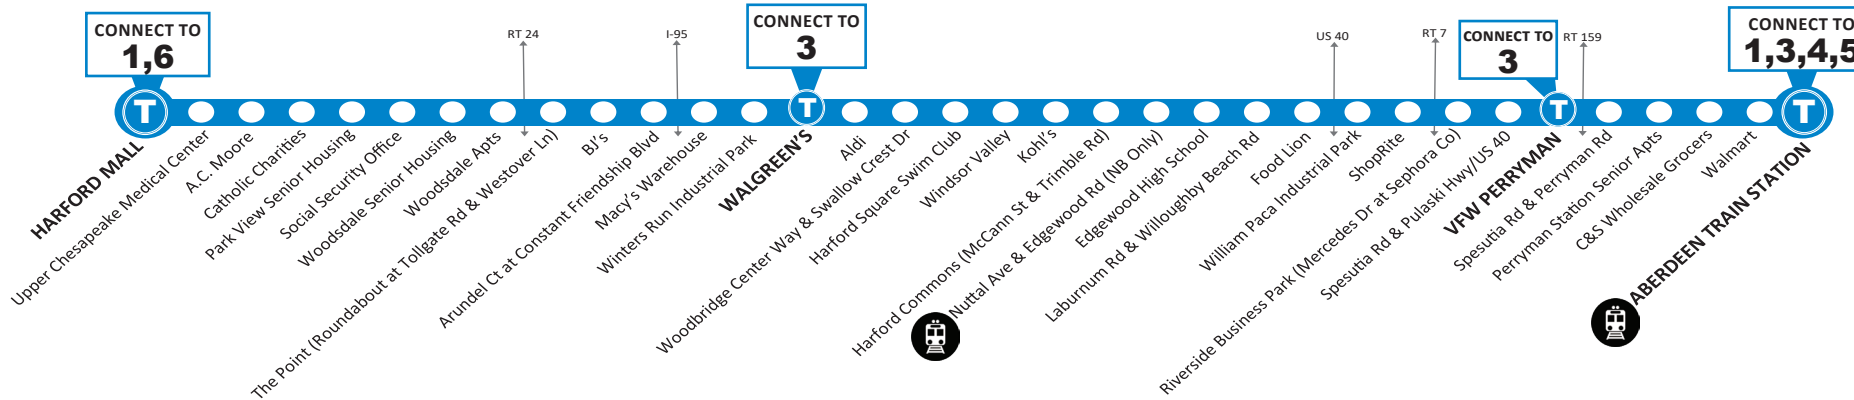 CONNECT TO
1,6
RT 24
I-95
CONNECT TO
3
US 40
RT 7
CONNECT TO
3
RT 159
CONNECT TO
1,3,4,5
T
T
T
T
HARFORD MALL
Upper Chesapeake Medical Center
A.C. Moore
Catholic Charities
Park View Senior Housing
Social Security Office
Woodsdale Senior Housing
Woodsdale Apts
The Point (Roundabout at Tollgate Rd & Westover Ln)
BJ's
Arundel Ct at Constant Friendship Blvd
Macy's Warehouse
Winters Run Industrial Park
WALGREEN'S
Aldi
Woodbridge Center Way & Swallow Crest Dr
Harford Square Swim Club
Windsor Valley
Kohl's
Harford Commons (McCann St & Trimble Rd)
Nuttal Ave & Edgewood Rd (NB Only)
Edgewood High School
Laburnum Rd & Willoughby Beach Rd
Food Lion
William Paca Industrial Park
ShopRite
Riverside Business Park (Mercedes Dr at Sephora Co)
Spesutia Rd & Pulaski Hwy/US 40
VFW PERRYMAN
Spesutia Rd & Perryman Rd
Perryman Station Senior Apts
C&S Wholesale Grocers
Walmart
ABERDEEN TRAIN STATION